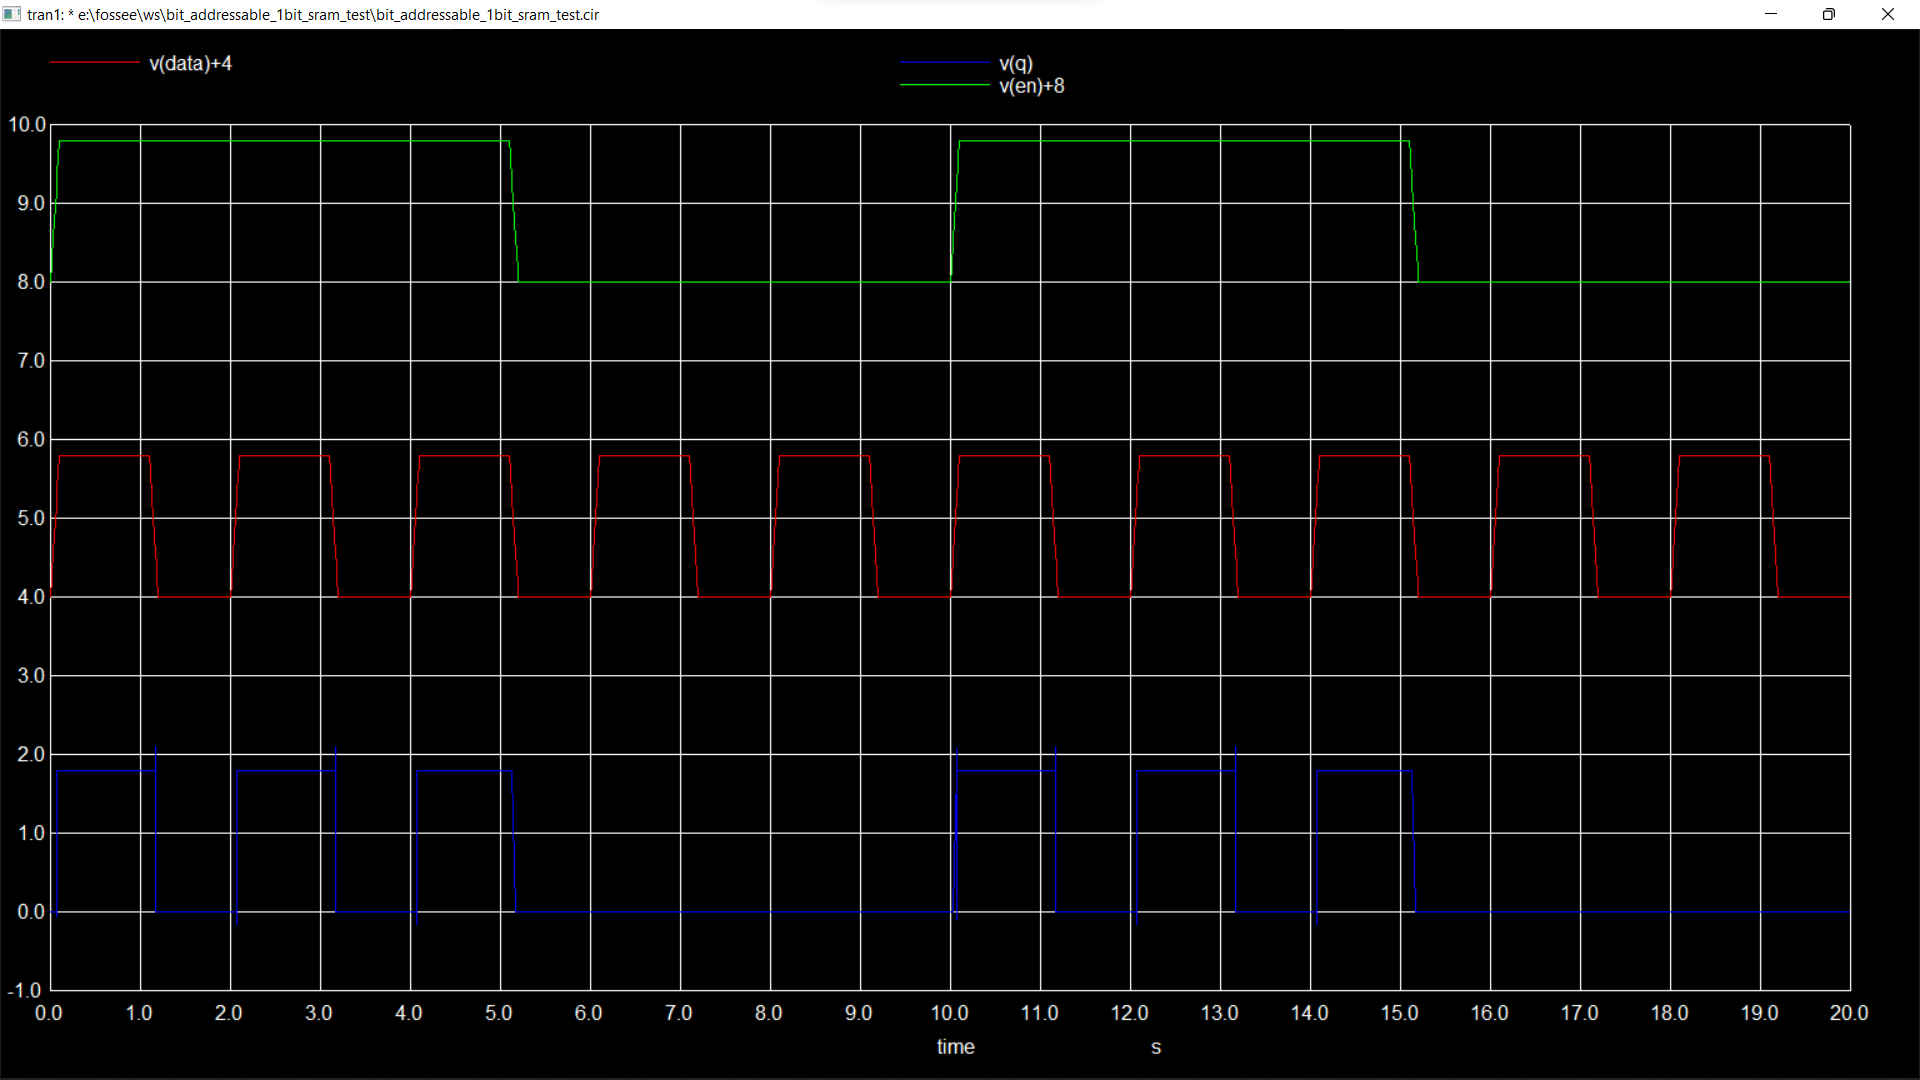 tran1: * e:\fossee\ws\bit_addressable_1bit_sram_test\bit_addressable_1bit_sram_test.cir
v(data)+4
v(q)
v(en)+8
10.0
9.0
8.0
7.0
6.0
5.0
4.0
3.0
2.0
1.0
0.0
-1.0
0.0 1.0 2.0 3.0 4.0 5.0 6.0 7.0 8.0 9.0 10.0 11.0 12.0 13.0 14.0 15.0 16.0 17.0 18.0 19.0 20.0
time s